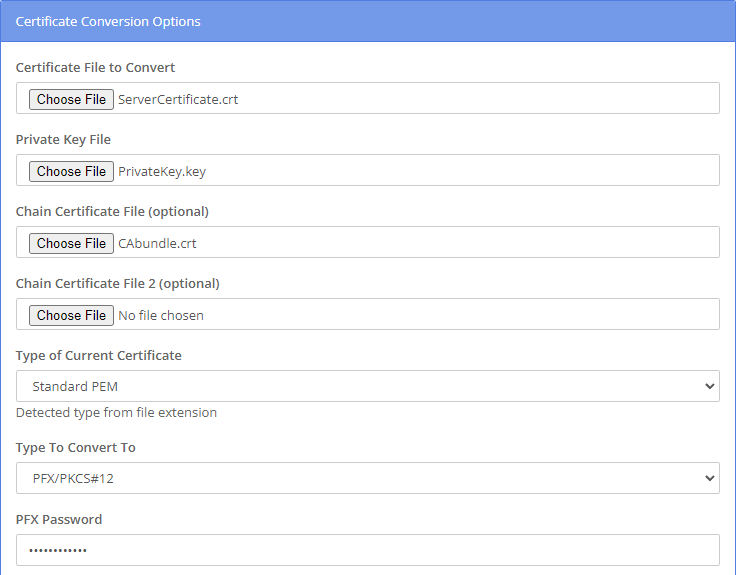 Certificate Conversion Options
Certificate File to Convert
Choose File ServerCertificate.crt
Private Key File
Choose File PrivateKey.key
Chain Certificate File (optional)
Choose File CAbundle.crt
Chain Certificate File 2 (optional)
Choose File No file chosen
Type of Current Certificate
Standard PEM
Detected type from file extension
Type To Convert To
PFX/PKCS#12
PFX Password
••••••••••••